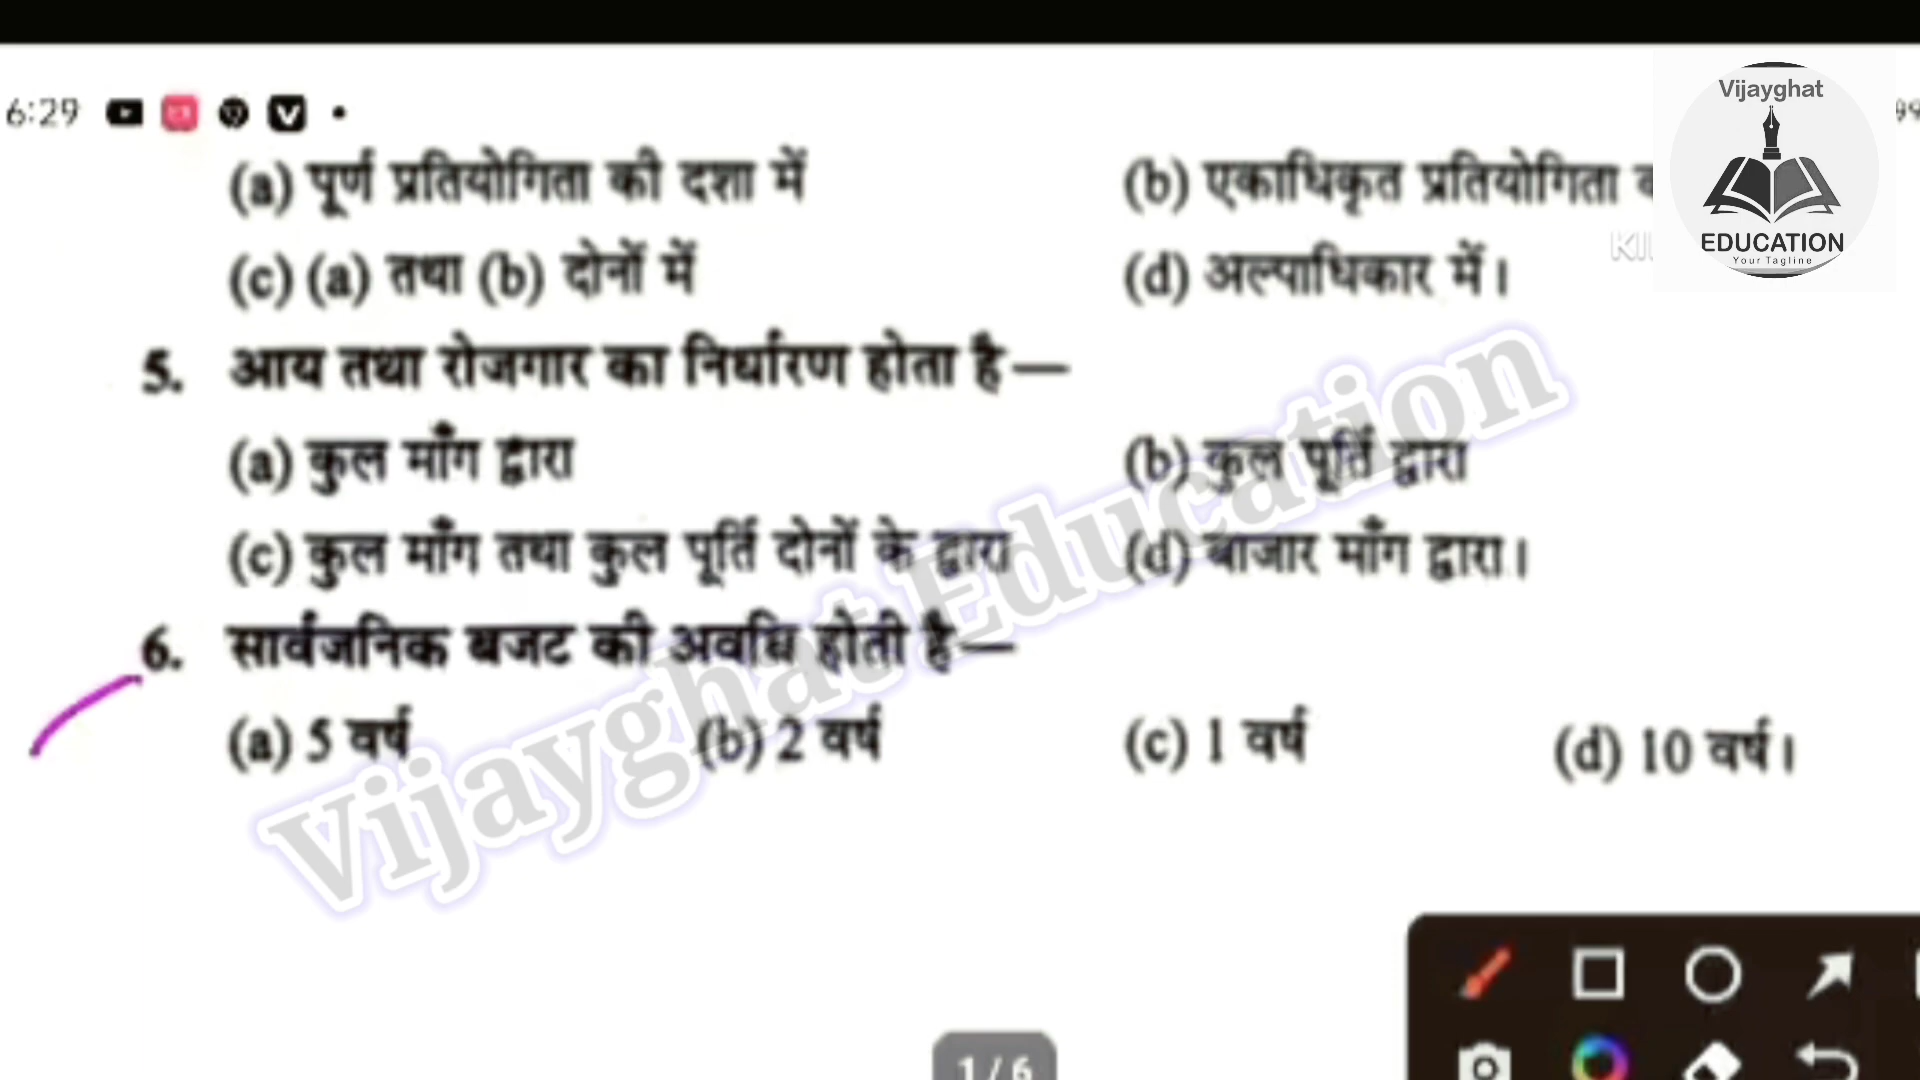 6:29
Vijayghat
EDUCATION
Your Tagline
(a) पूर्ण प्रतियोगिता की दशा में (b) एकाधिकृत प्रतियोगिता
(c) (a) तथा (b) दोनों में (d) अल्पाधिकार में।
5. आय तथा रोजगार का निर्धारण होता है—
(a) कुल माँग द्वारा (b) कुल पूर्ति द्वारा
(c) कुल माँग तथा कुल पूर्ति दोनों के द्वारा (d) बाजार माँग द्वारा।
6. सार्वजनिक बजट की अवधि होती है—
(a) 5 वर्ष (b) 2 वर्ष (c) 1 वर्ष (d) 10 वर्ष।
Vijayghat Education
1 / 6